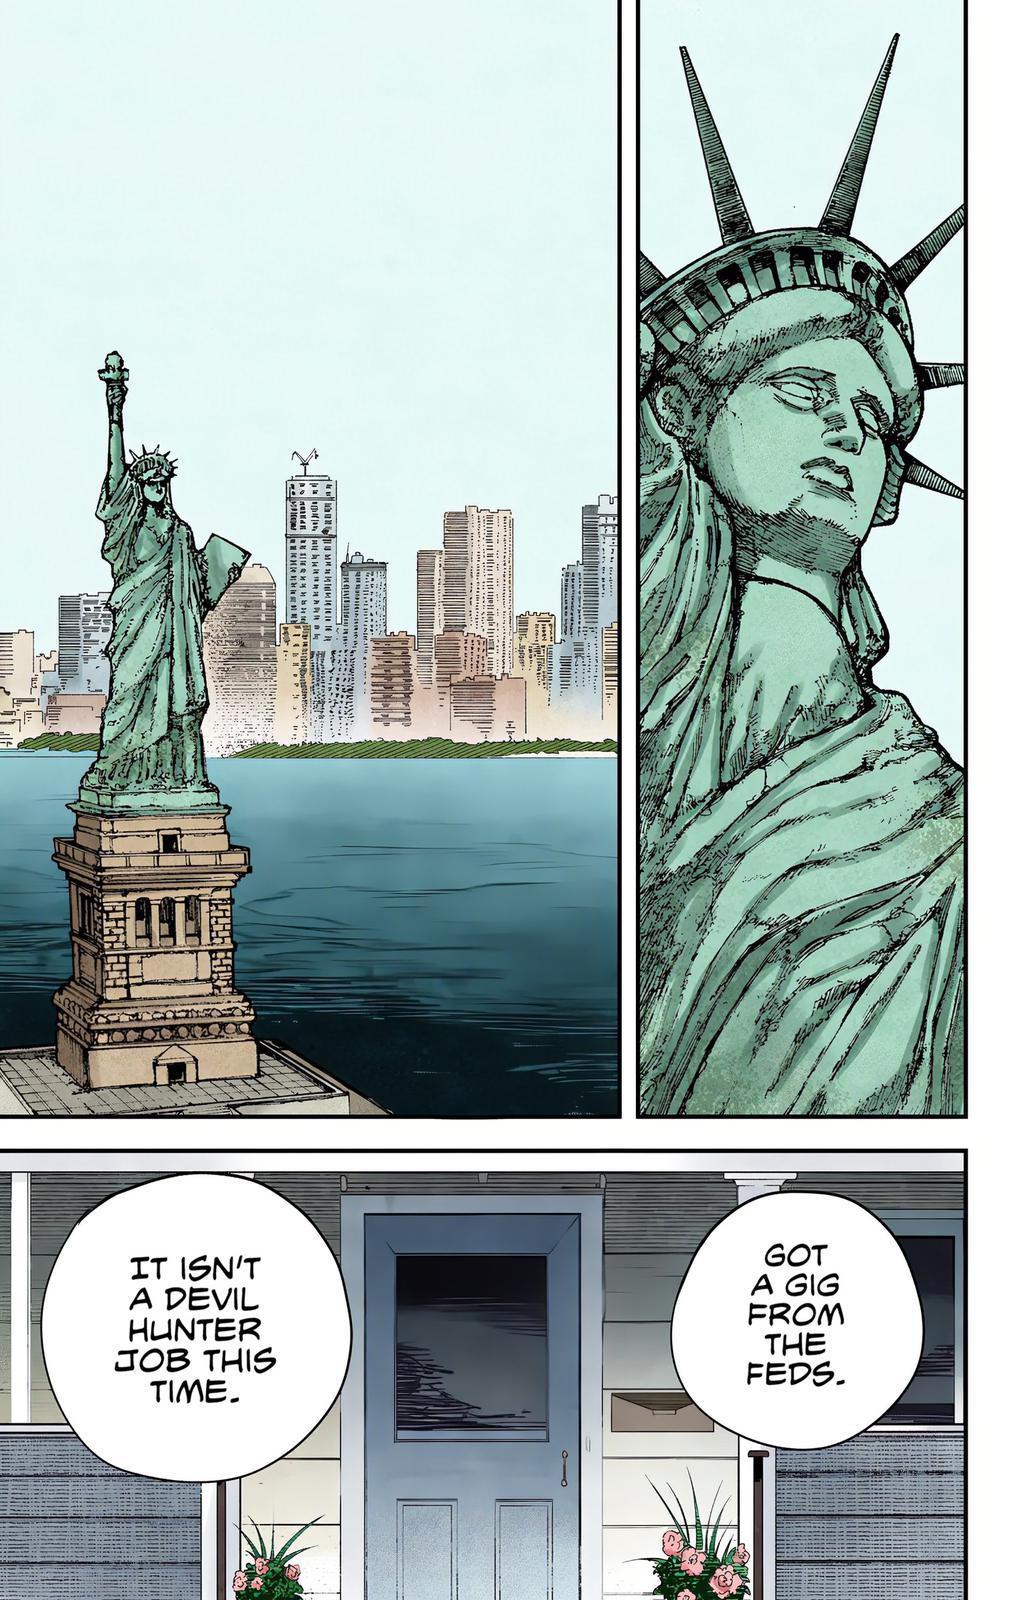 GOT
A GIG
FROM
THE
FEDS.
IT ISN'T
A DEVIL
HUNTER
JOB THIS
TIME.